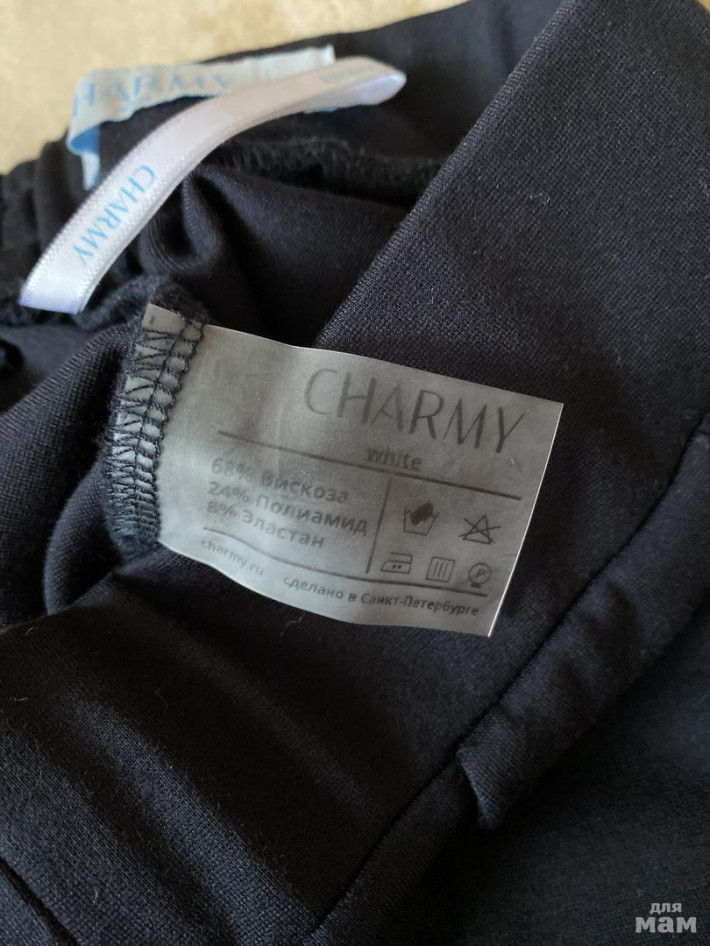 CHARMY
CHARMY
CHARMY
white
68% Вискоза
24% Полиамид
8% Эластан
P
charmy.ru
сделано в Санкт-Петербурге
для
мам